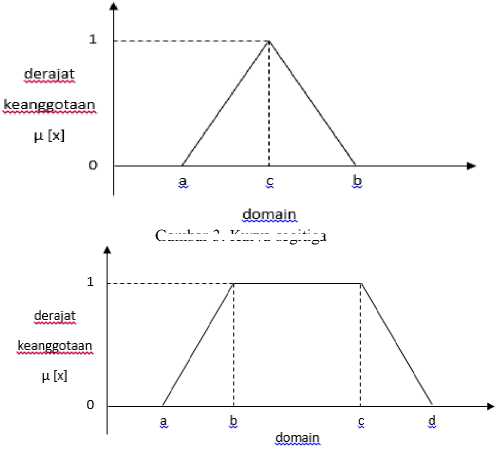 1
derajat
keanggotaan
μ [x]
0
a c b
domain
Gambar 2. Kurva segitiga
1
derajat
keanggotaan
μ [x]
0
a b c d
domain